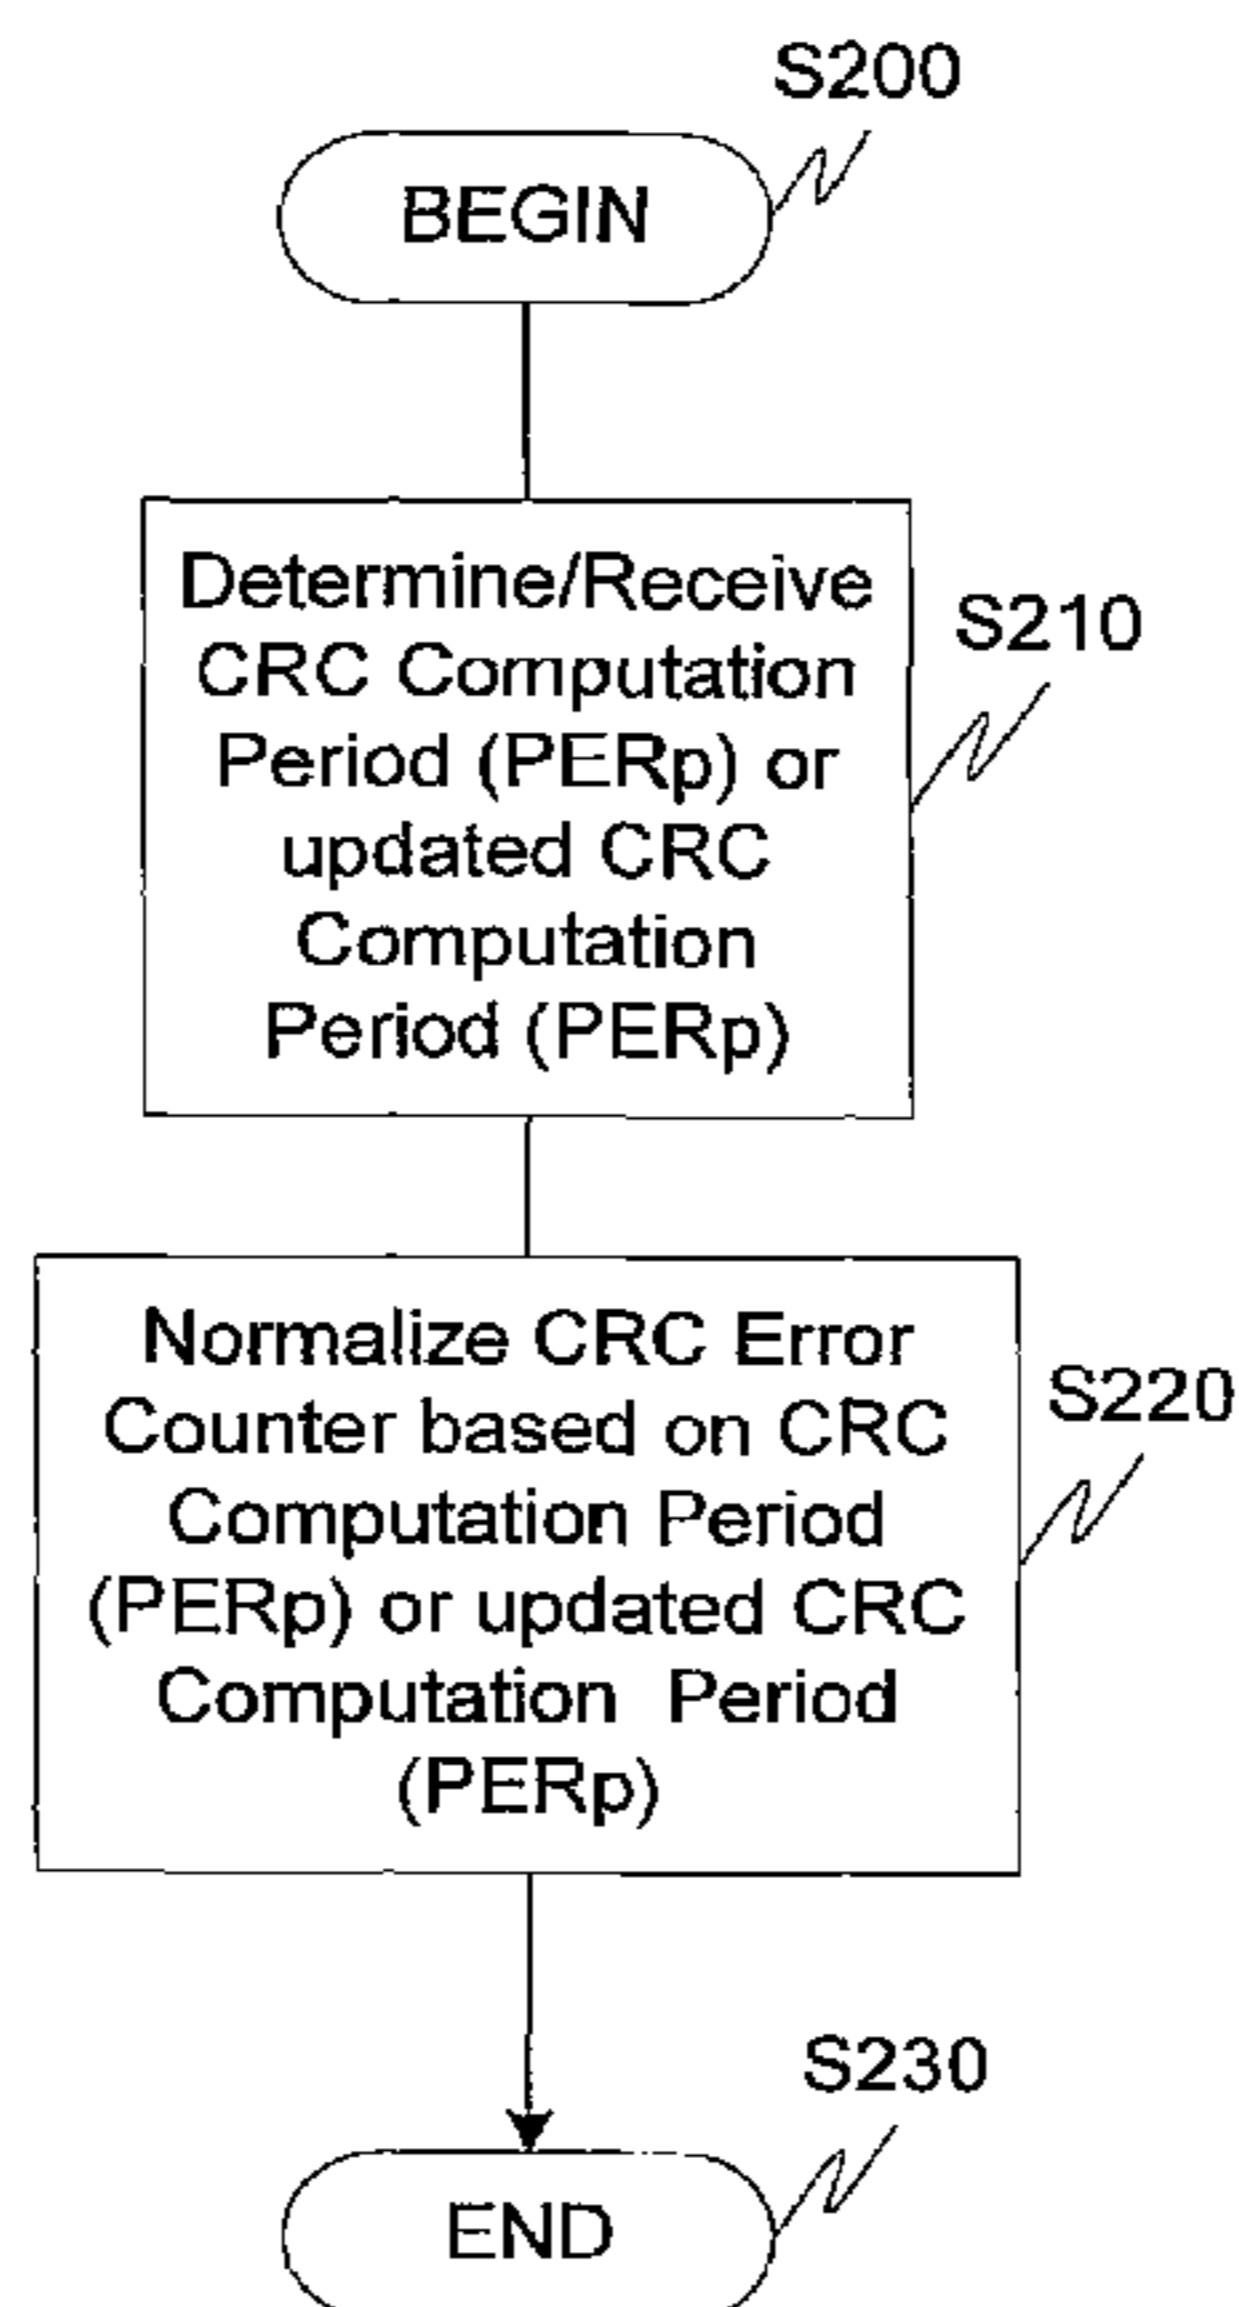 S200
BEGIN
Determine/Receive
CRC Computation
Period (PERp) or
updated CRC
Computation
Period (PERp)
S210
Normalize CRC Error
Counter based on CRC
Computation Period
(PERp) or updated CRC
Computation Period
(PERp)
S220
S230
END